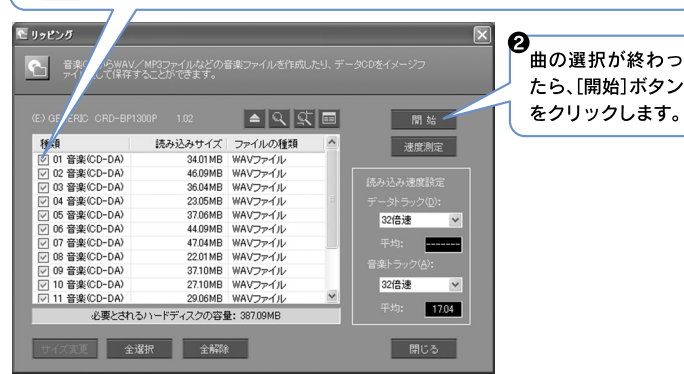 リッピング
音楽CDからWAV/MP3ファイルなどの音楽ファイルを作成したり、データCDをイメージフ
ァイルとして保存することができます。
❷
曲の選択が終わっ
たら、[開始]ボタン
をクリックします。
(E) GENERIC CRD-BP1300P 1.02
開 始
速度測定
種類 読み込みサイズ ファイルの種類
01 音楽(CD-DA) 34.01MB WAVファイル
02 音楽(CD-DA) 46.09MB WAVファイル
03 音楽(CD-DA) 36.04MB WAVファイル
04 音楽(CD-DA) 23.05MB WAVファイル
05 音楽(CD-DA) 37.06MB WAVファイル
06 音楽(CD-DA) 44.09MB WAVファイル
07 音楽(CD-DA) 47.04MB WAVファイル
08 音楽(CD-DA) 22.01MB WAVファイル
09 音楽(CD-DA) 37.10MB WAVファイル
10 音楽(CD-DA) 27.10MB WAVファイル
11 音楽(CD-DA) 29.06MB WAVファイル
必要とされるハードディスクの容量: 387.09MB
読み込み速度設定
データトラック(D):
32倍速
平均: -------
音楽トラック(A):
32倍速
平均: 17.04
サイズ変更 全選択 全解除 閉じる